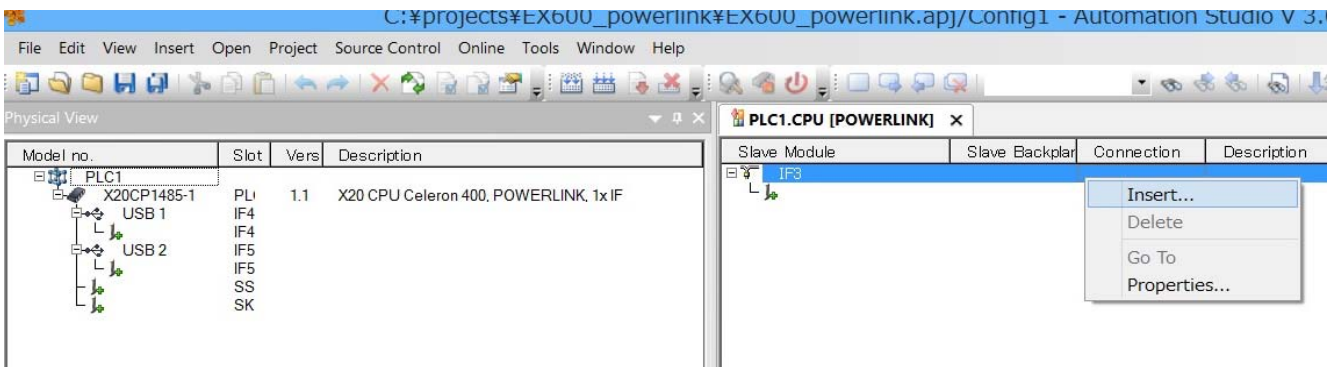 C:¥projects¥EX600_powerlink¥EX600_powerlink.apj/Config1 - Automation Studio V 3.
File Edit View Insert Open Project Source Control Online Tools Window Help
Physical View
PLC1.CPU [POWERLINK]
Model no. Slot Vers Description
PLC1
X20CP1485-1 PL 1.1 X20 CPU Celeron 400, POWERLINK, 1x IF
USB 1 IF4
IF4
USB 2 IF5
IF5
SS
SK
Slave Module Slave Backplar Connection Description
IF3
Insert...
Delete
Go To
Properties...